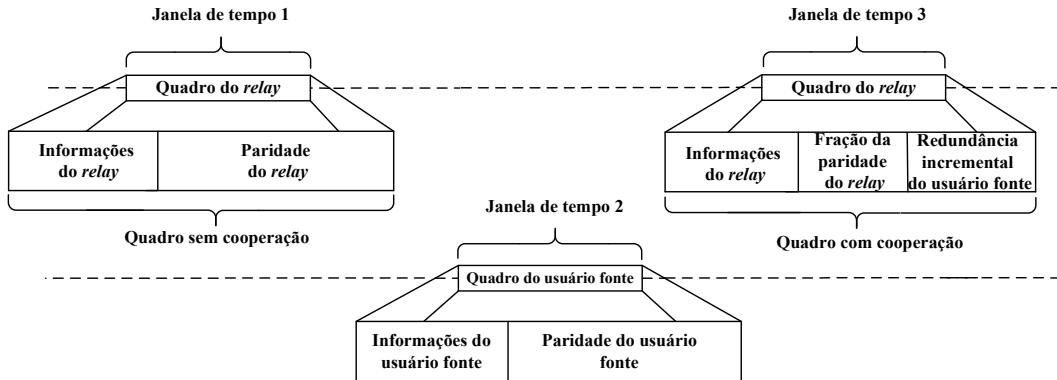 Janela de tempo 1
Quadro do relay
Informações
do relay
Paridade
do relay
Quadro sem cooperação
Janela de tempo 3
Quadro do relay
Informações
do relay
Fração da
paridade
do relay
Redundância
incremental
do usuário fonte
Quadro com cooperação
Janela de tempo 2
Quadro do usuário fonte
Informações do
usuário fonte
Paridade do usuário
fonte